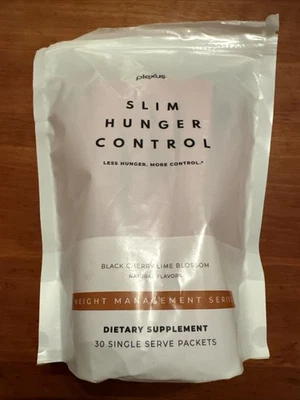 plexus
SLIM
HUNGER
CONTROL
LESS HUNGER. MORE CONTROL.*
BLACK CHERRY LIME BLOSSOM
NATURAL FLAVORS
WEIGHT MANAGEMENT SERIES
DIETARY SUPPLEMENT
30 SINGLE SERVE PACKETS